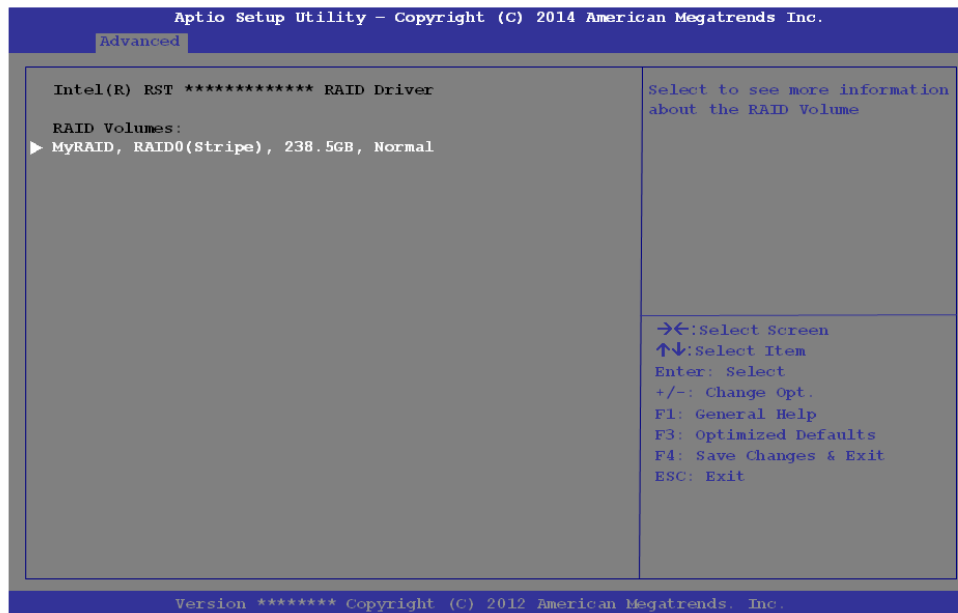 Aptio Setup Utility – Copyright (C) 2014 American Megatrends Inc.
Advanced
Intel(R) RST ************* RAID Driver
RAID Volumes:
MyRAID, RAID0(Stripe), 238.5GB, Normal
Select to see more information
about the RAID Volume
→←:Select Screen
↑↓:Select Item
Enter: Select
+/-: Change Opt.
F1: General Help
F3: Optimized Defaults
F4: Save Changes & Exit
ESC: Exit
Version ******** Copyright (C) 2012 American Megatrends, Inc.